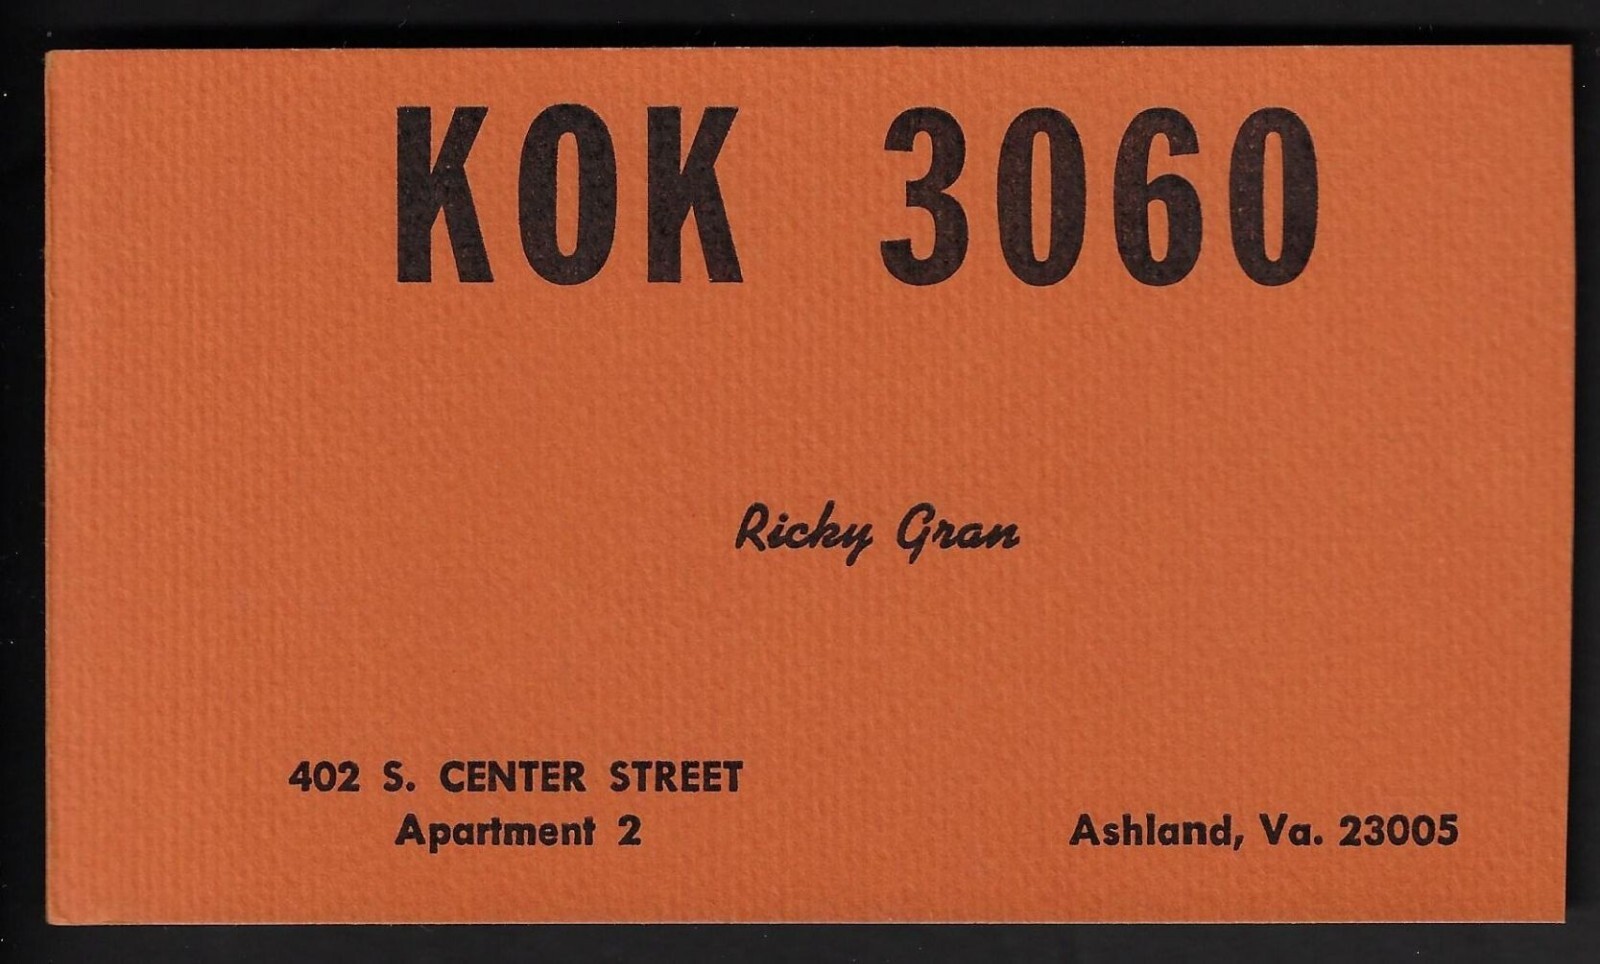 KOK 3060
Ricky Gran
402 S. CENTER STREET
Apartment 2
Ashland, Va. 23005